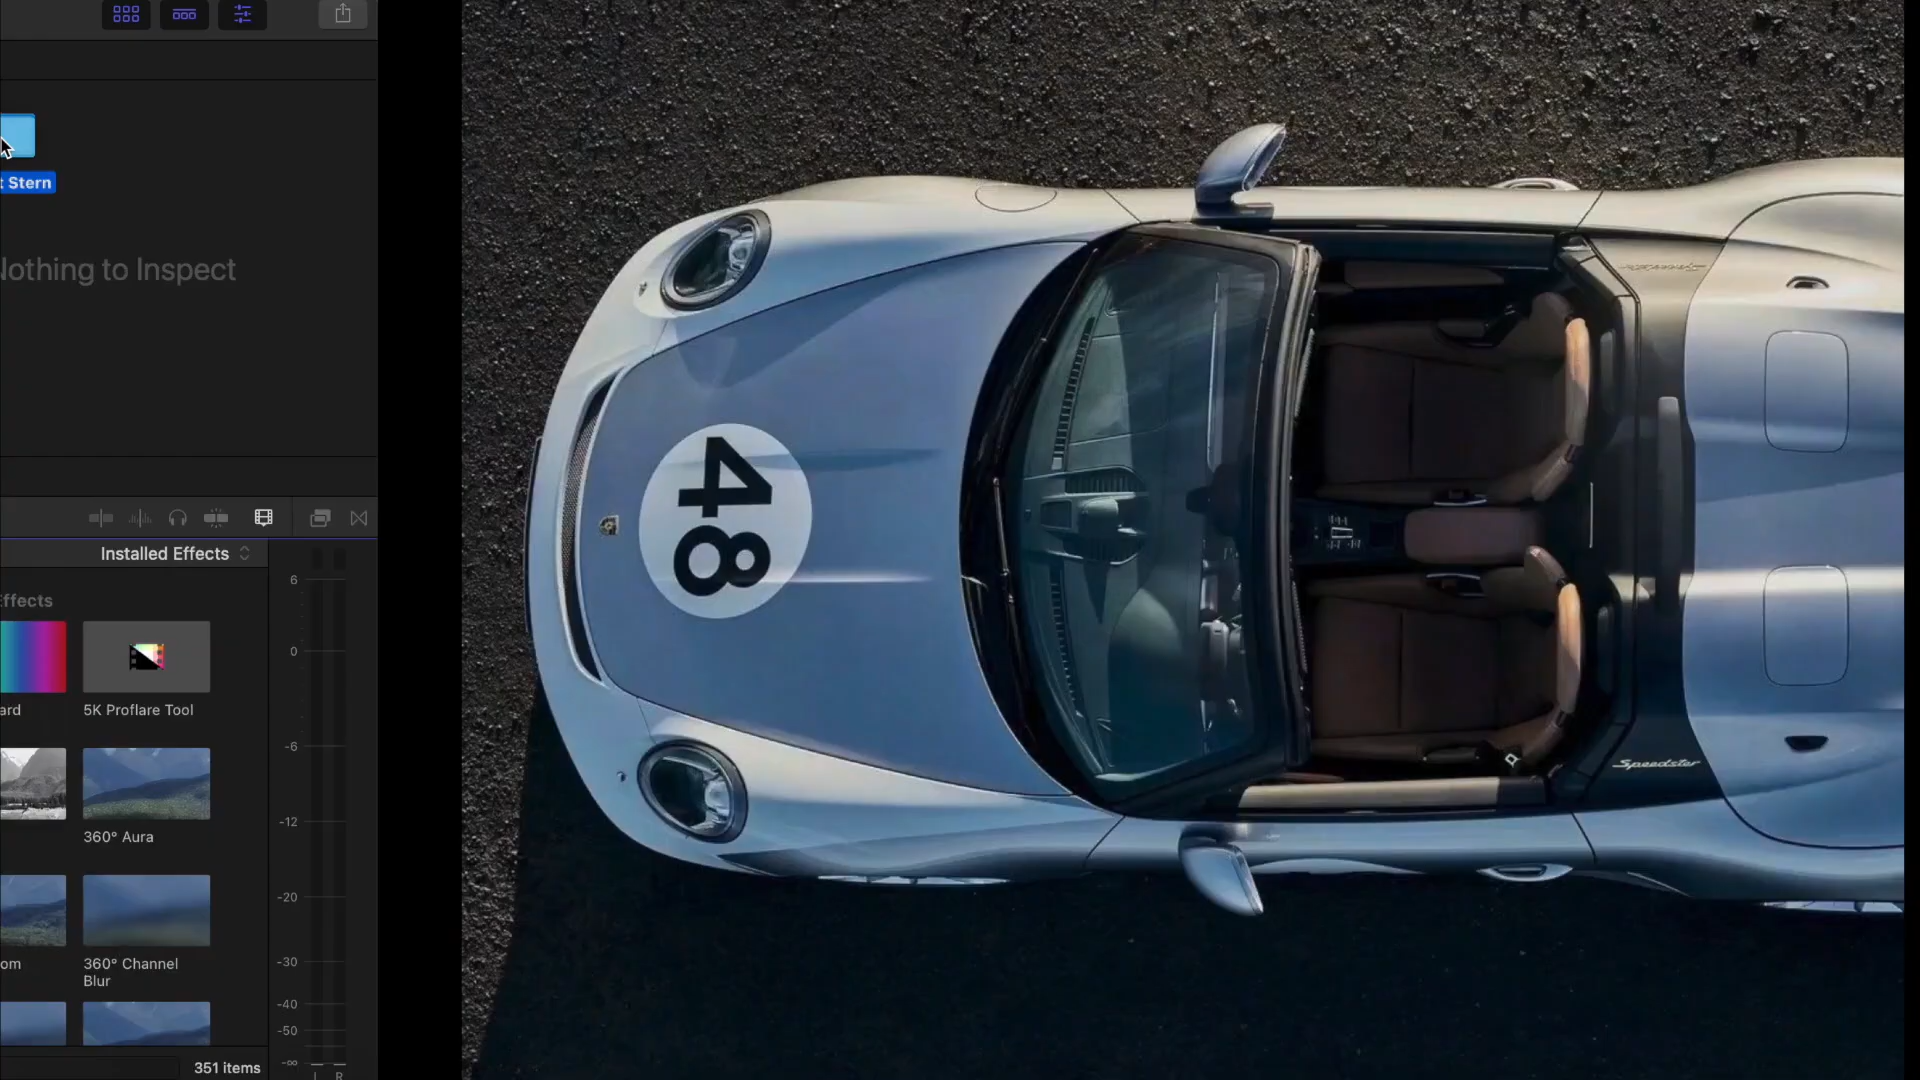 t Stern
Nothing to Inspect
Installed Effects
Effects
ard
5K Proflare Tool
360° Aura
om
360° Channel
Blur
351 items
6
0
-6
-12
-20
-30
-40
-50
-∞
L R
48
Speedster
Speedster